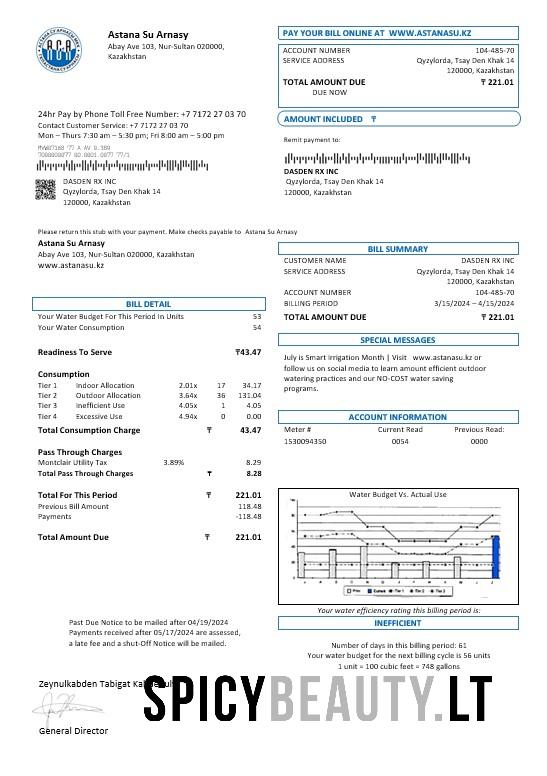 Astana Su Arnasy
Abay Ave 103, Nur-Sultan 020000,
Kazakhstan
PAY YOUR BILL ONLINE AT WWW.ASTANASU.KZ
ACCOUNT NUMBER 104-485-70
SERVICE ADDRESS Qyzylorda, Tsay Den Khak 14
120000, Kazakhstan
TOTAL AMOUNT DUE ₸ 221.01
DUE NOW
AMOUNT INCLUDED ₸
24hr Pay by Phone Toll Free Number: +7 7172 27 03 70
Contact Customer Service: +7 7172 27 03 70
Mon – Thurs 7:30 am – 5:30 pm; Fri 8:00 am – 5:00 pm
Remit payment to:
DASDEN RX INC
Qyzylorda, Tsay Den Khak 14
120000, Kazakhstan
DASDEN RX INC
Qyzylorda, Tsay Den Khak 14
120000, Kazakhstan
Please return this stub with your payment. Make checks payable to Astana Su Arnasy
Astana Su Arnasy
Abay Ave 103, Nur-Sultan 020000, Kazakhstan
www.astanasu.kz
BILL SUMMARY
CUSTOMER NAME DASDEN RX INC
SERVICE ADDRESS Qyzylorda, Tsay Den Khak 14
120000, Kazakhstan
ACCOUNT NUMBER 104-485-70
BILLING PERIOD 3/15/2024 – 4/15/2024
TOTAL AMOUNT DUE ₸ 221.01
BILL DETAIL
Your Water Budget For This Period In Units 53
Your Water Consumption 54
Readiness To Serve ₸43.47
Consumption
Tier 1 Indoor Allocation 2.01x 17 34.17
Tier 2 Outdoor Allocation 3.64x 36 131.04
Tier 3 Inefficient Use 4.05x 1 4.05
Tier 4 Excessive Use 4.94x 0 0.00
Total Consumption Charge ₸ 43.47
Pass Through Charges
Montclair Utility Tax 3.89% 8.29
Total Pass Through Charges ₸ 8.28
Total For This Period ₸ 221.01
Previous Bill Amount 118.48
Payments -118.48
Total Amount Due ₸ 221.01
SPECIAL MESSAGES
July is Smart Irrigation Month | Visit www.astanasu.kz or
follow us on social media to learn amount efficient outdoor
watering practices and our NO-COST water saving
programs.
ACCOUNT INFORMATION
Meter # Current Read Previous Read:
1530094350 0054 0000
Water Budget Vs. Actual Use
Your water efficiency rating this billing period is:
INEFFICIENT
Number of days in this billing period: 61
Your water budget for the next billing cycle is 56 units
1 unit = 100 cubic feet = 748 gallons
Past Due Notice to be mailed after 04/19/2024
Payments received after 05/17/2024 are assessed,
a late fee and a shut-Off Notice will be mailed.
Zeynulkabden Tabigat
General Director
SPICYBEAUTY.LT